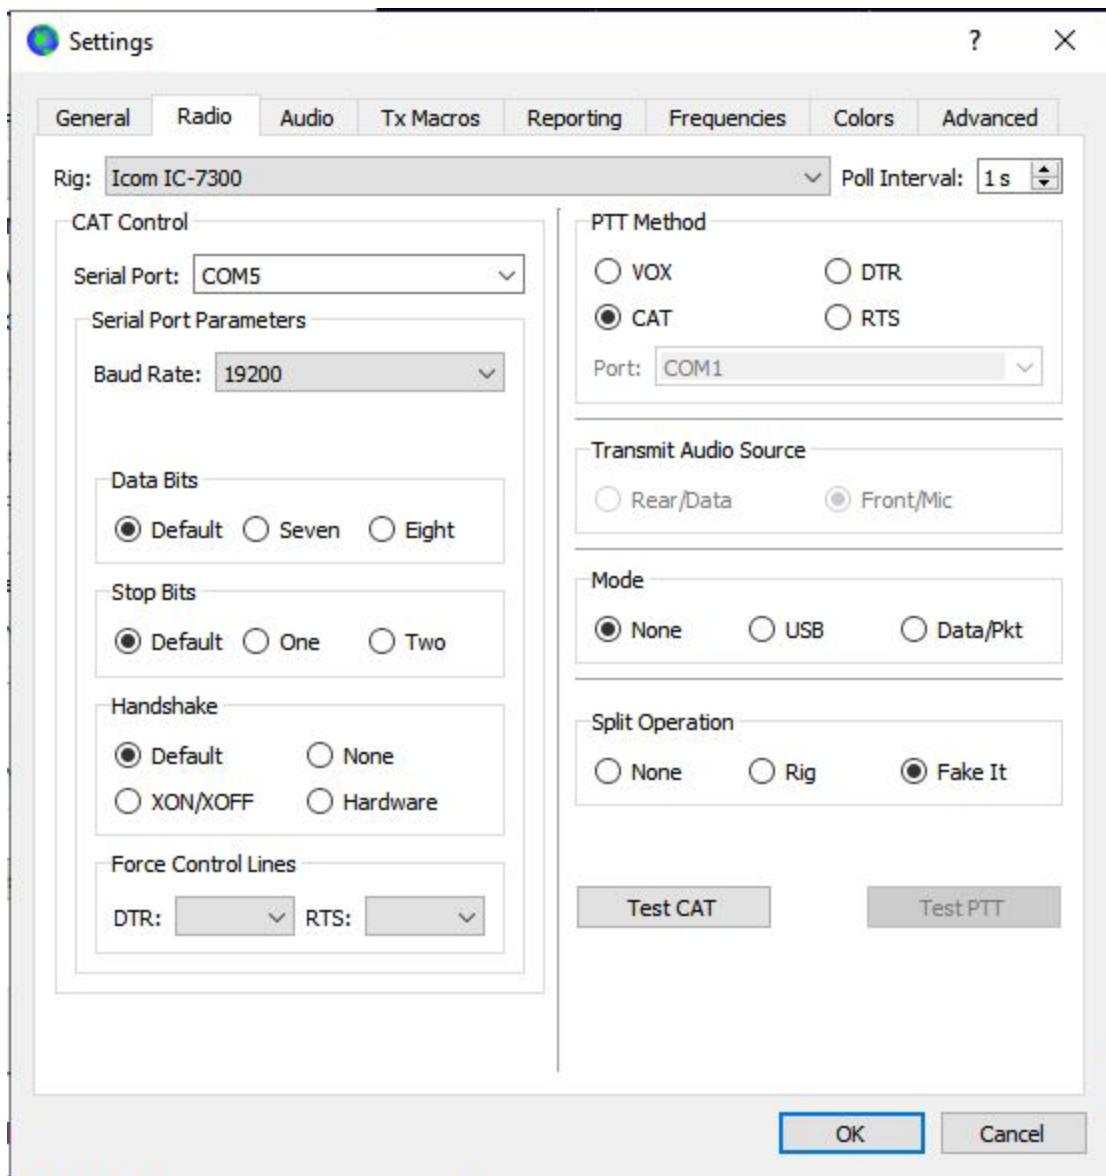 Settings
?
General Radio Audio Tx Macros Reporting Frequencies Colors Advanced
Rig: Icom IC-7300 Poll Interval: 1 s
CAT Control
Serial Port: COM5
Serial Port Parameters
Baud Rate: 19200
Data Bits
Default Seven Eight
Stop Bits
Default One Two
Handshake
Default None
XON/XOFF Hardware
Force Control Lines
DTR: RTS:
PTT Method
VOX DTR
CAT RTS
Port: COM1
Transmit Audio Source
Rear/Data Front/Mic
Mode
None USB Data/Pkt
Split Operation
None Rig Fake It
Test CAT Test PTT
OK Cancel